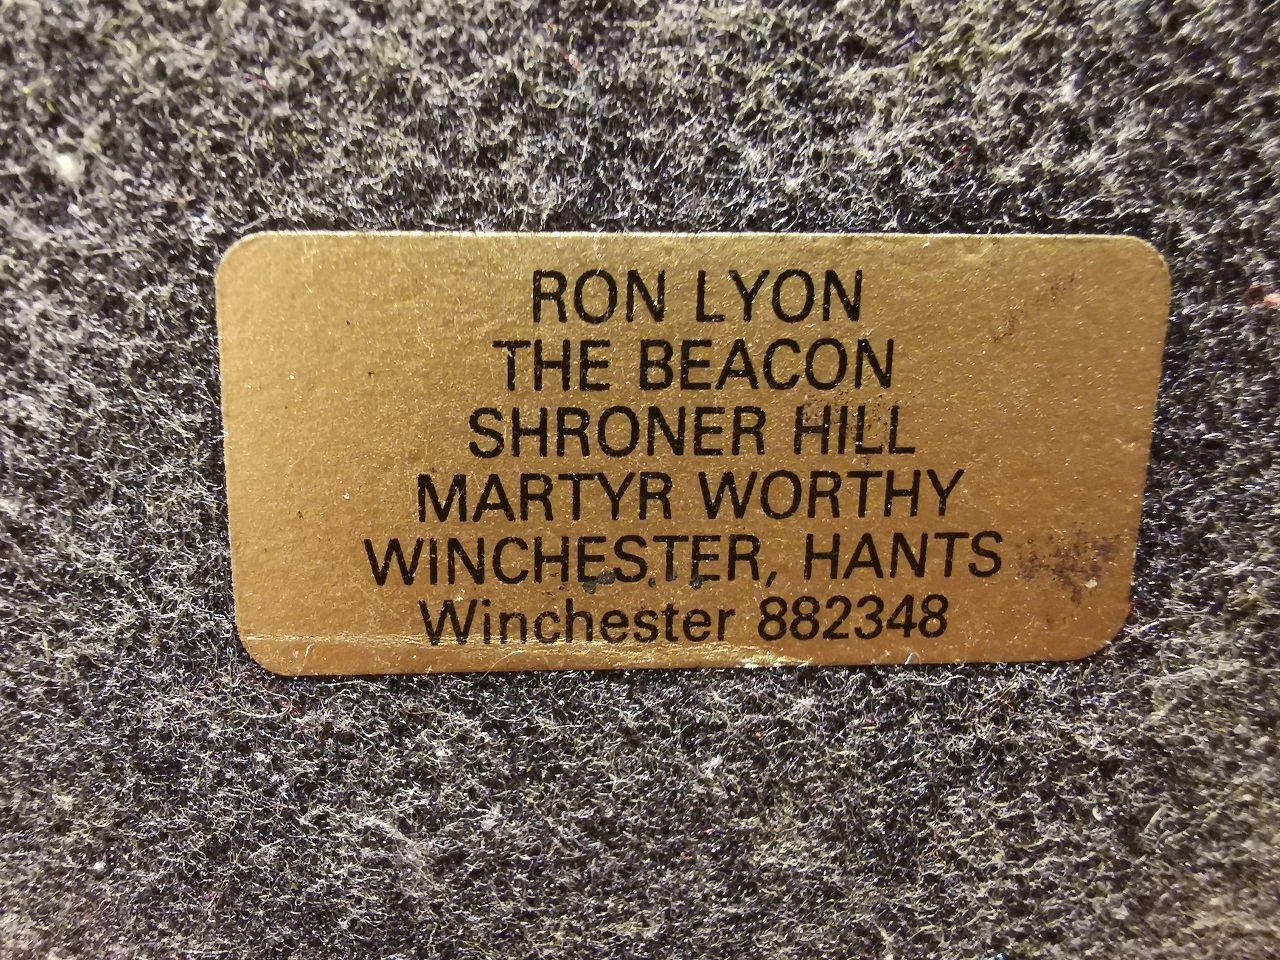 RON LYON
THE BEACON
SHRONER HILL
MARTYR WORTHY
WINCHESTER, HANTS
Winchester 882348